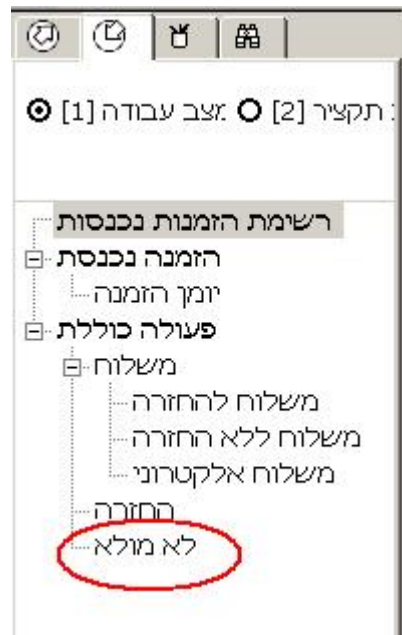 מצב עבודה [1] תקציר [2]
רשימת הזמנות נכנסות
הזמנה נכנסת
יומן הזמנה
פעולה כוללת
משלוח
משלוח להחזרה
משלוח ללא החזרה
משלוח אלקטרוני
החזרה
לא מולא